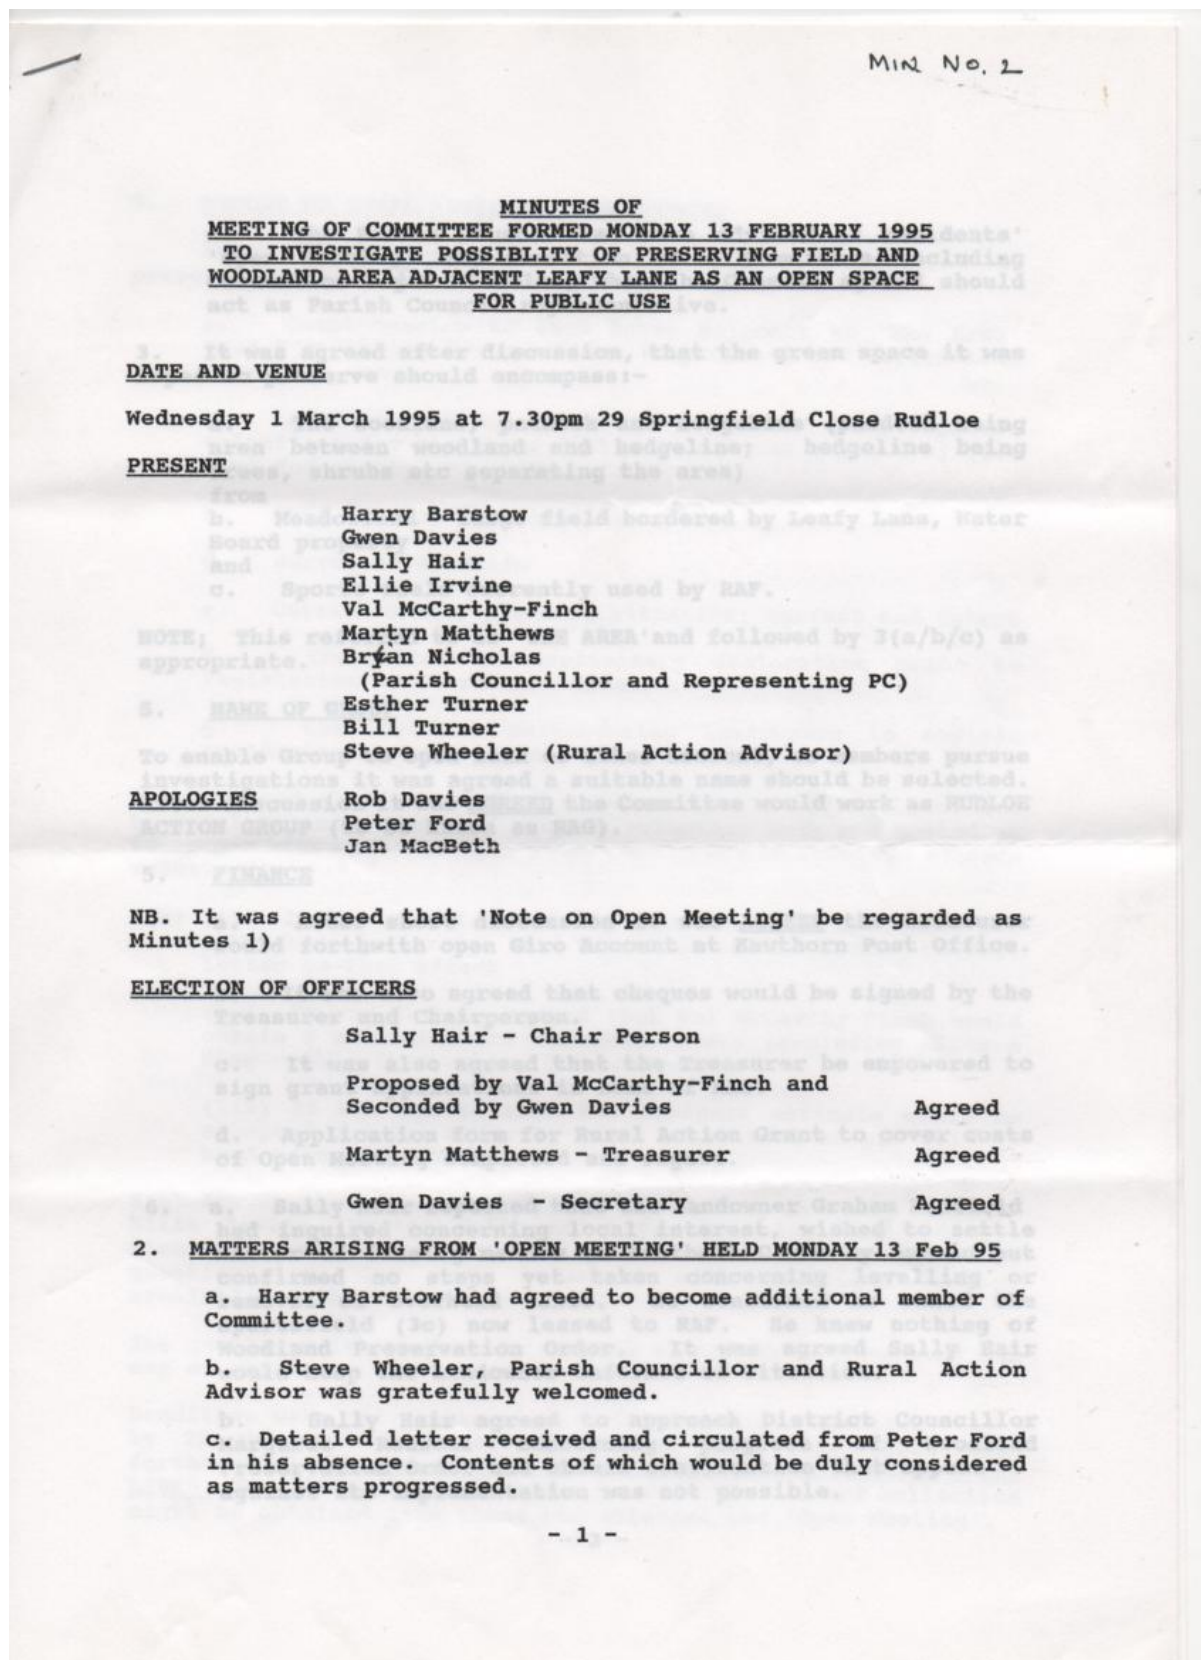 MIN NO. 2
MINUTES OF
MEETING OF COMMITTEE FORMED MONDAY 13 FEBRUARY 1995
TO INVESTIGATE POSSIBLITY OF PRESERVING FIELD AND
WOODLAND AREA ADJACENT LEAFY LANE AS AN OPEN SPACE
FOR PUBLIC USE
DATE AND VENUE
Wednesday 1 March 1995 at 7.30pm 29 Springfield Close Rudloe
PRESENT
Harry Barstow
Gwen Davies
Sally Hair
Ellie Irvine
Val McCarthy-Finch
Martyn Matthews
Brian Nicholas
(Parish Councillor and Representing PC)
Esther Turner
Bill Turner
Steve Wheeler (Rural Action Advisor)
APOLOGIES Rob Davies
Peter Ford
Jan MacBeth
NB. It was agreed that 'Note on Open Meeting' be regarded as
Minutes 1)
ELECTION OF OFFICERS
Sally Hair - Chair Person
Proposed by Val McCarthy-Finch and
Seconded by Gwen Davies Agreed
Martyn Matthews - Treasurer Agreed
Gwen Davies - Secretary Agreed
2. MATTERS ARISING FROM 'OPEN MEETING' HELD MONDAY 13 Feb 95
a. Harry Barstow had agreed to become additional member of
Committee.
b. Steve Wheeler, Parish Councillor and Rural Action
Advisor was gratefully welcomed.
c. Detailed letter received and circulated from Peter Ford
in his absence. Contents of which would be duly considered
as matters progressed.
- 1 -